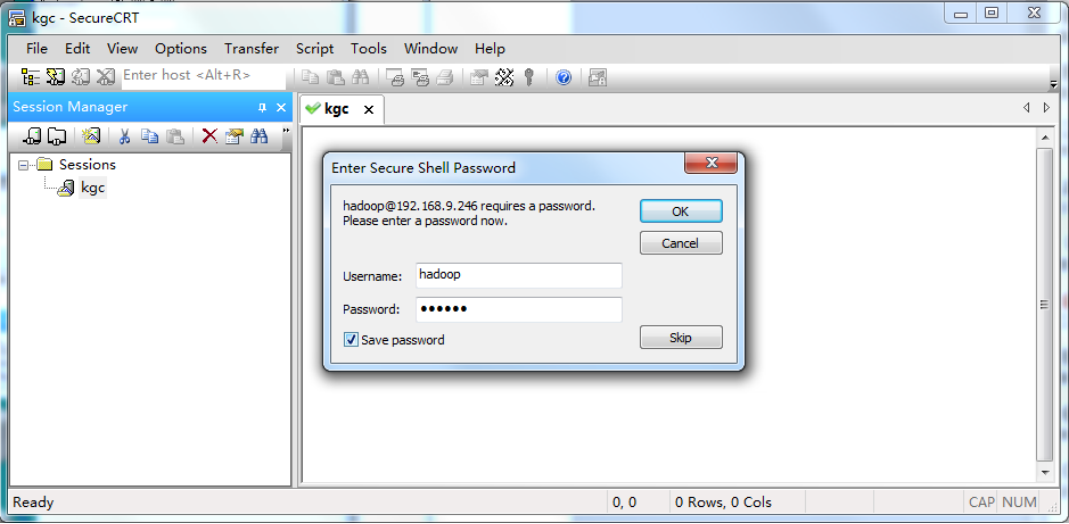 kgc - SecureCRT
File Edit View Options Transfer Script Tools Window Help
Enter host <Alt+R>
Session Manager
kgc
Sessions
kgc
Enter Secure Shell Password
hadoop@192.168.9.246 requires a password.
Please enter a password now.
OK
Cancel
Username: hadoop
Password: ••••••
Save password
Skip
Ready 0, 0 0 Rows, 0 Cols CAP NUM